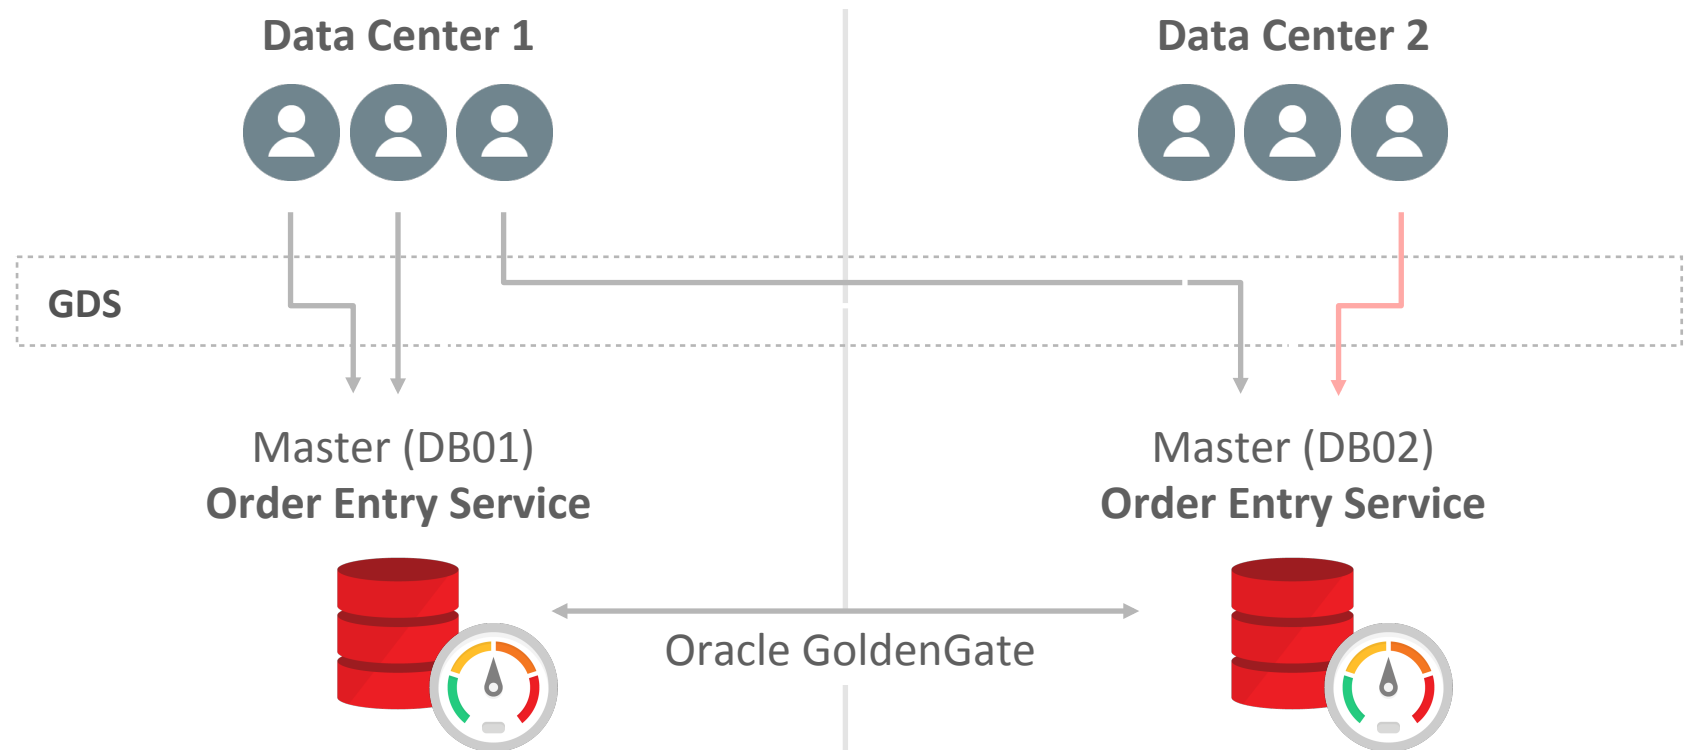 Data Center 1
Data Center 2
GDS
Master (DB01)
Order Entry Service
Master (DB02)
Order Entry Service
Oracle GoldenGate